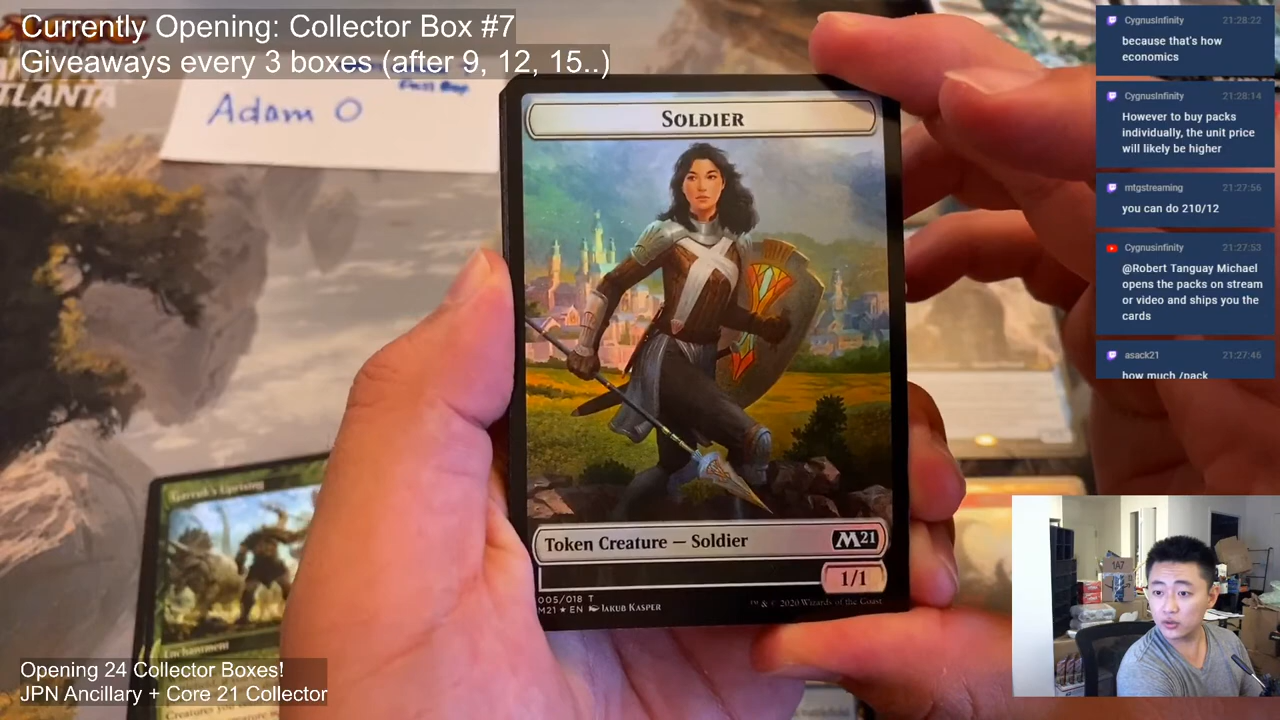 Currently Opening: Collector Box #7
Giveaways every 3 boxes (after 9, 12, 15..)
ATLANTA
Adam O
SOLDIER
Token Creature — Soldier
M21
1/1
005/018 T
M21 ★ EN JAKUB KASPER
™ & © 2020 Wizards of the Coast
Garruk's Uprising
Enchantment
Creatures you
Opening 24 Collector Boxes!
JPN Ancillary + Core 21 Collector
CygnusInfinity 21:28:22
because that's how
economics
CygnusInfinity 21:28:14
However to buy packs
individually, the unit price
will likely be higher
mtgstreaming 21:27:56
you can do 210/12
Cygnusinfinity 21:27:53
@Robert Tanguay Michael
opens the packs on stream
or video and ships you the
cards
asack21 21:27:46
how much /pack
1A7